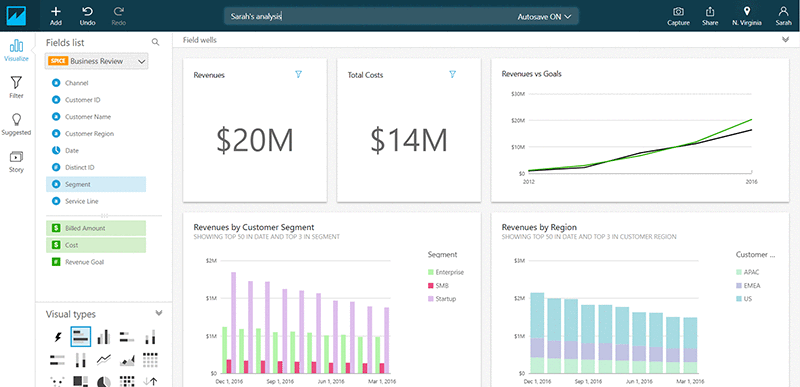 Add
Undo
Redo
Sarah's analysis
Autosave ON
Capture
Share
N. Virginia
Sarah
Visualize
Filter
Suggested
Story
Fields list
SPICE Business Review
Channel
Customer ID
Customer Name
Customer Region
Date
Distinct ID
Segment
Service Line
Billed Amount
Cost
Revenue Goal
Visual types
Field wells
Revenues
$20M
Total Costs
$14M
Revenues vs Goals
$30M
$20M
$10M
$0
2012 2016
Revenues by Customer Segment
SHOWING TOP 50 IN DATE AND TOP 3 IN SEGMENT
$2M
$1M
$1M
$0
Dec 1, 2016 Sep 1, 2016 Jun 1, 2016 Mar 1, 2016
Segment
Enterprise
SMB
Startup
Revenues by Region
SHOWING TOP 50 IN DATE AND TOP 3 IN CUSTOMER REGION
$2M
$1M
$1M
$0
Dec 1, 2016 Sep 1, 2016 Jun 1, 2016 Mar 1, 2016
Customer ...
APAC
EMEA
US